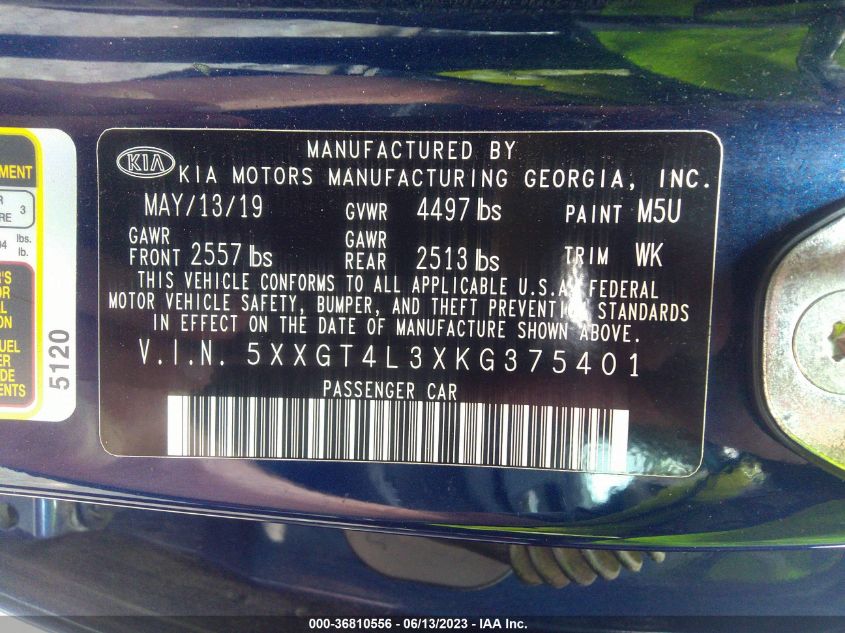 MANUFACTURED BY
KIA KIA MOTORS MANUFACTURING GEORGIA, INC.
MAY/13/19 GVWR 4497 lbs PAINT M5U
GAWR FRONT 2557 lbs GAWR REAR 2513 lbs TRIM WK
THIS VEHICLE CONFORMS TO ALL APPLICABLE U.S.A. FEDERAL
MOTOR VEHICLE SAFETY, BUMPER, AND THEFT PREVENTION STANDARDS
IN EFFECT ON THE DATE OF MANUFACTURE SHOWN ABOVE.
V.I.N. 5XXGT4L3XKG375401
PASSENGER CAR
5120
3
lbs.
lb.
000-36810556 - 06/13/2023 - IAA Inc.